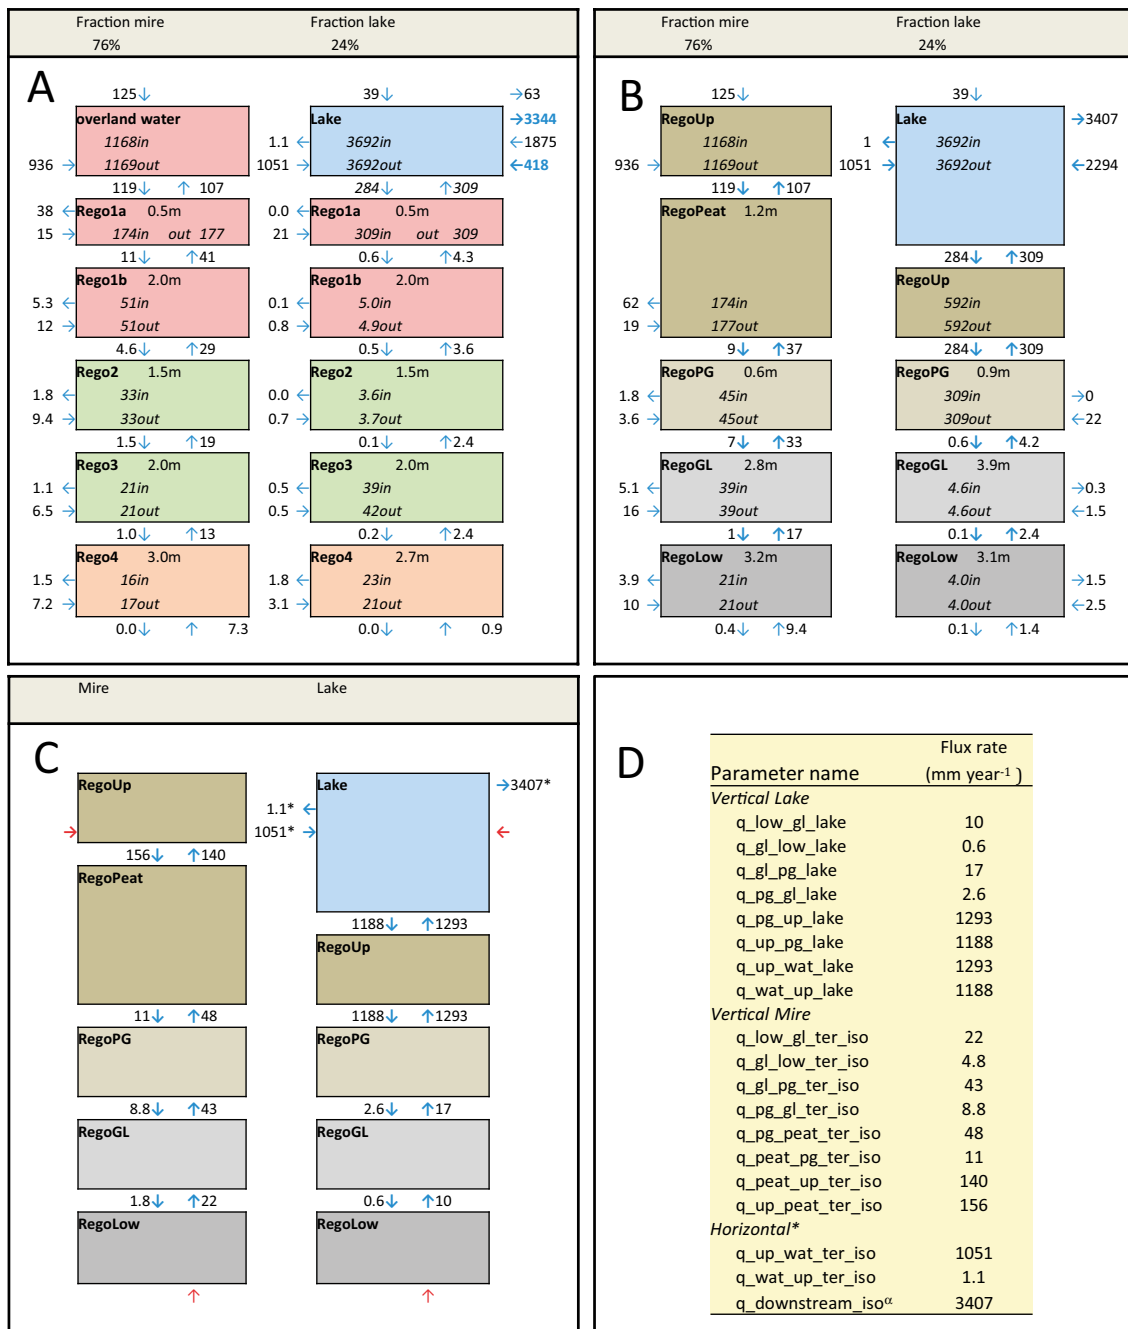 Fraction mire Fraction lake
76% 24%
A
125↓ 39↓ →63
overland water Lake →3344
1168in 1.1 ← 3692in ←1875
936 → 1169out 1051 → 3692out ←418
119↓ ↑ 107 284↓ ↑309
38 ← Rego1a 0.5m 0.0 ← Rego1a 0.5m
15 → 174in out 177 21 → 309in out 309
11↓ ↑41 0.6↓ ↑4.3
Rego1b 2.0m Rego1b 2.0m
5.3 ← 51in 0.1 ← 5.0in
12 → 51out 0.8 → 4.9out
4.6↓ ↑29 0.5↓ ↑3.6
Rego2 1.5m Rego2 1.5m
1.8 ← 33in 0.0 ← 3.6in
9.4 → 33out 0.7 → 3.7out
1.5↓ ↑19 0.1↓ ↑2.4
Rego3 2.0m Rego3 2.0m
1.1 ← 21in 0.5 ← 39in
6.5 → 21out 0.5 → 42out
1.0↓ ↑13 0.2↓ ↑2.4
Rego4 3.0m Rego4 2.7m
1.5 ← 16in 1.8 ← 23in
7.2 → 17out 3.1 → 21out
0.0↓ ↑ 7.3 0.0↓ ↑ 0.9
Fraction mire Fraction lake
76% 24%
B
125↓ 39↓
RegoUp Lake →3407
1168in 1 ← 3692in
936 → 1169out 1051 → 3692out ←2294
119↓ ↑107
RegoPeat 1.2m
284↓ ↑309
RegoUp
62 ← 174in 592in
19 → 177out 592out
9↓ ↑37 284↓ ↑309
RegoPG 0.6m RegoPG 0.9m
1.8 ← 45in 309in →0
3.6 → 45out 309out ←22
7↓ ↑33 0.6↓ ↑4.2
RegoGL 2.8m RegoGL 3.9m
5.1 ← 39in 4.6in →0.3
16 → 39out 4.6out ←1.5
1↓ ↑17 0.1↓ ↑2.4
RegoLow 3.2m RegoLow 3.1m
3.9 ← 21in 4.0in →1.5
10 → 21out 4.0out ←2.5
0.4↓ ↑9.4 0.1↓ ↑1.4
Mire Lake
C
RegoUp Lake →3407*
1.1* ←
→ 1051* → ←
156↓ ↑140
RegoPeat
1188↓ ↑1293
RegoUp
11↓ ↑48 1188↓ ↑1293
RegoPG RegoPG
8.8↓ ↑43 2.6↓ ↑17
RegoGL RegoGL
1.8↓ ↑22 0.6↓ ↑10
RegoLow RegoLow
↑ ↑
D
Flux rate
Parameter name (mm year-1)
Vertical Lake
q_low_gl_lake 10
q_gl_low_lake 0.6
q_gl_pg_lake 17
q_pg_gl_lake 2.6
q_pg_up_lake 1293
q_up_pg_lake 1188
q_up_wat_lake 1293
q_wat_up_lake 1188
Vertical Mire
q_low_gl_ter_iso 22
q_gl_low_ter_iso 4.8
q_gl_pg_ter_iso 43
q_pg_gl_ter_iso 8.8
q_pg_peat_ter_iso 48
q_peat_pg_ter_iso 11
q_peat_up_ter_iso 140
q_up_peat_ter_iso 156
Horizontal*
q_up_wat_ter_iso 1051
q_wat_up_ter_iso 1.1
q_downstream_isoα 3407